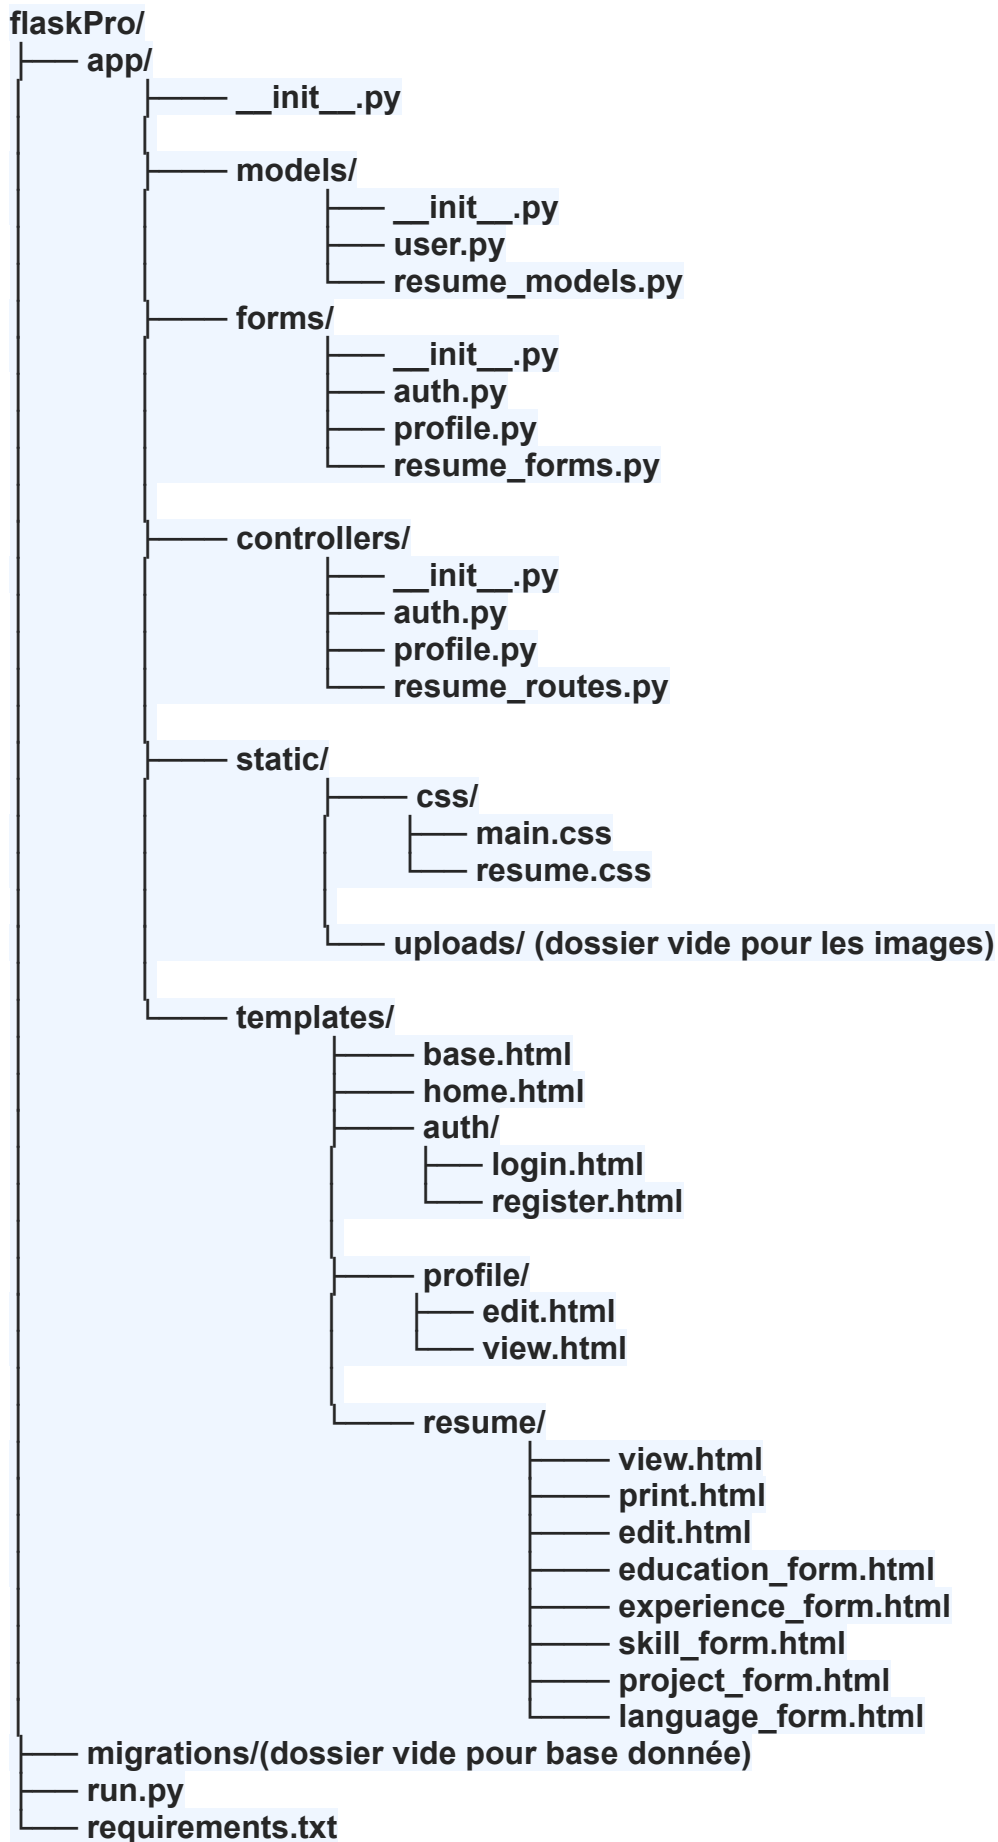 flaskPro/
app/
__init__.py
models/
__init__.py
user.py
resume_models.py
forms/
__init__.py
auth.py
profile.py
resume_forms.py
controllers/
__init__.py
auth.py
profile.py
resume_routes.py
static/
css/
main.css
resume.css
uploads/ (dossier vide pour les images)
templates/
base.html
home.html
auth/
login.html
register.html
profile/
edit.html
view.html
resume/
view.html
print.html
edit.html
education_form.html
experience_form.html
skill_form.html
project_form.html
language_form.html
migrations/(dossier vide pour base donnée)
run.py
requirements.txt